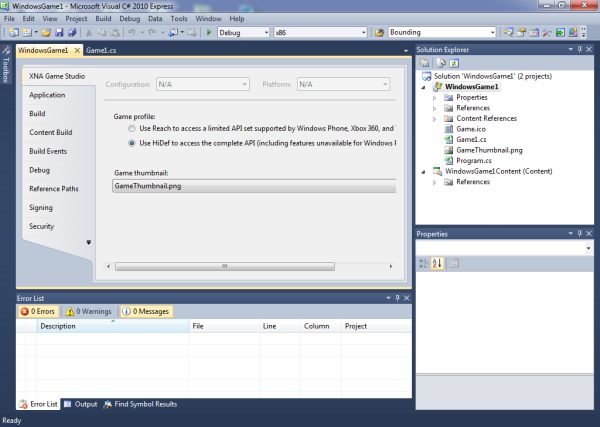 WindowsGame1 - Microsoft Visual C# 2010 Express
File Edit View Project Build Debug Data Tools Window Help
Debug x86 Bounding
Toolbox
WindowsGame1 Game1.cs
XNA Game Studio
Application
Build
Content Build
Build Events
Debug
Reference Paths
Signing
Security
Configuration: N/A Platform: N/A
Game profile:
Use Reach to access a limited API set supported by Windows Phone, Xbox 360, and
Use HiDef to access the complete API (including features unavailable for Windows P
Game thumbnail:
GameThumbnail.png
Solution Explorer
Solution 'WindowsGame1' (2 projects)
WindowsGame1
Properties
References
Content References
Game.ico
Game1.cs
GameThumbnail.png
Program.cs
WindowsGame1Content (Content)
References
Properties
Error List
0 Errors 0 Warnings 0 Messages
Description File Line Column Project
Error List Output Find Symbol Results
Ready